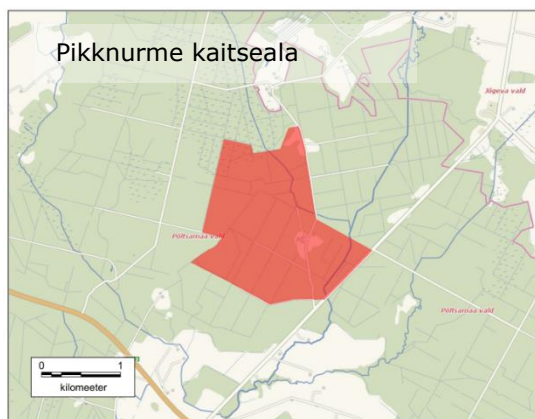 Pikknurme kaitseala
Jõgeva vald
Põltsamaa vald
Põltsamaa vald
0 1
kilomeeter